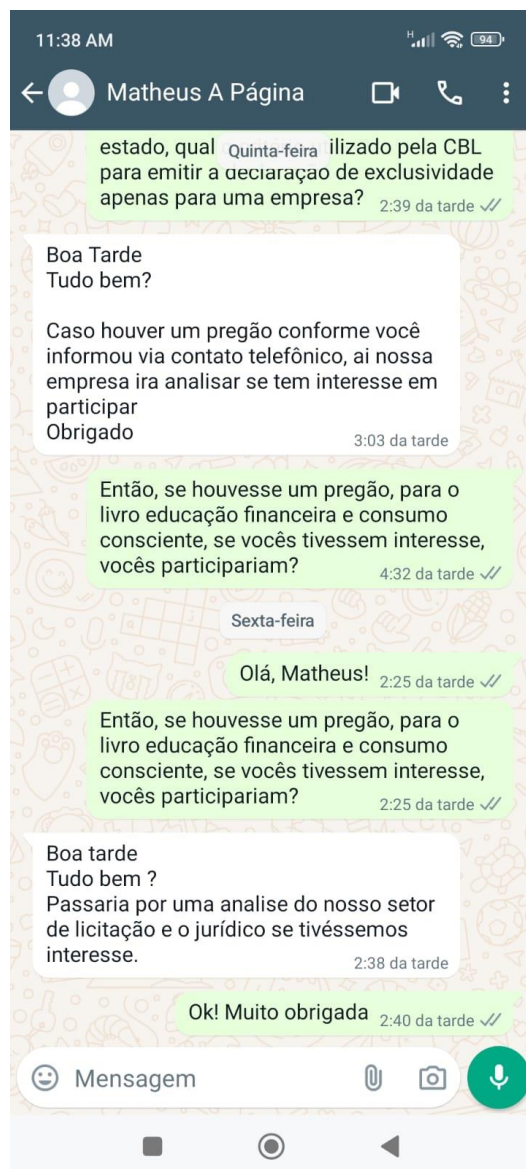 11:38 AM
H
94
Matheus A Página
estado, qual ilizado pela CBL
Quinta-feira
para emitir a declaração de exclusividade
apenas para uma empresa? 2:39 da tarde
Boa Tarde
Tudo bem?
Caso houver um pregão conforme você
informou via contato telefônico, ai nossa
empresa ira analisar se tem interesse em
participar
Obrigado
3:03 da tarde
Então, se houvesse um pregão, para o
livro educação financeira e consumo
consciente, se vocês tivessem interesse,
vocês participariam?
4:32 da tarde
Sexta-feira
Olá, Matheus! 2:25 da tarde
Então, se houvesse um pregão, para o
livro educação financeira e consumo
consciente, se vocês tivessem interesse,
vocês participariam?
2:25 da tarde
Boa tarde
Tudo bem ?
Passaria por uma analise do nosso setor
de licitação e o jurídico se tivéssemos
interesse.
2:38 da tarde
Ok! Muito obrigada 2:40 da tarde
Mensagem